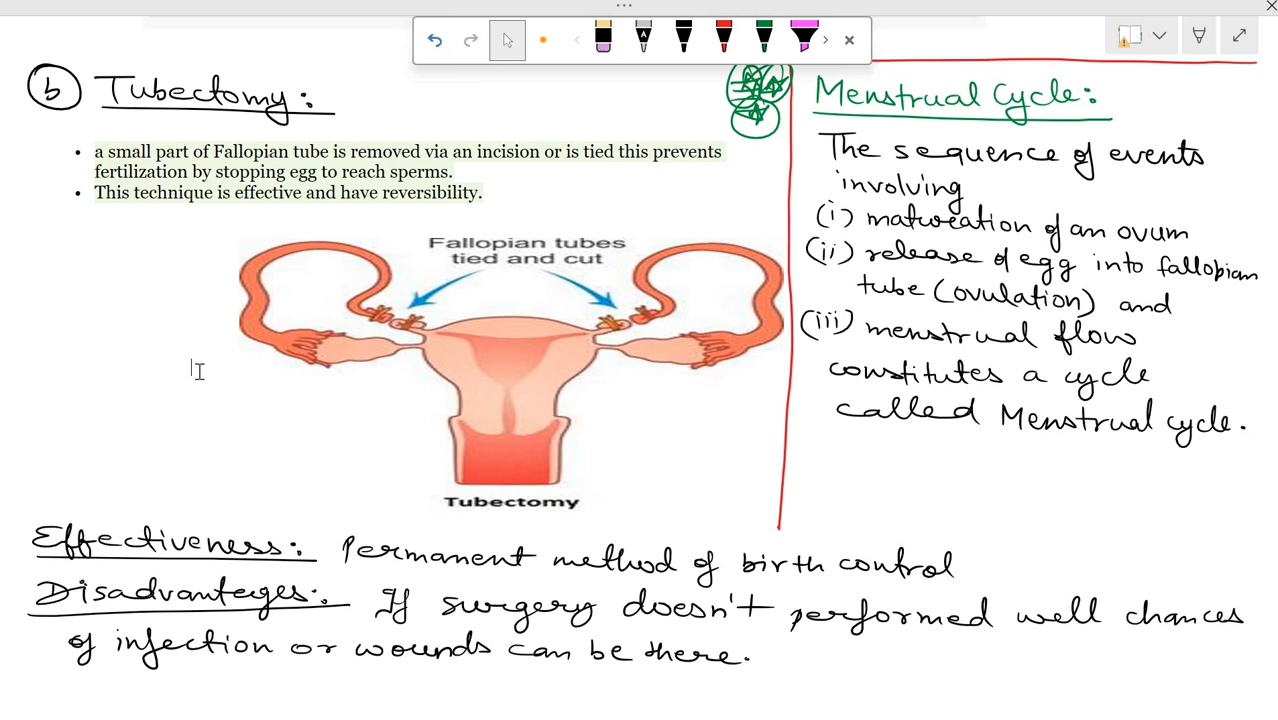 b Tubectomy:
• a small part of Fallopian tube is removed via an incision or is tied this prevents
fertilization by stopping egg to reach sperms.
• This technique is effective and have reversibility.
Fallopian tubes
tied and cut
Tubectomy
Effectiveness: Permanent method of birth control
Disadvanteges: If surgery doesn't performed well chances
of infection or wounds can be there.
Menstrual Cycle:
The sequence of events
involving
(i) matureation of an ovum
(ii) release of egg into fallopian
tube (ovulation) and
(iii) menstrual flow
constitutes a cycle
called Menstrual cycle.